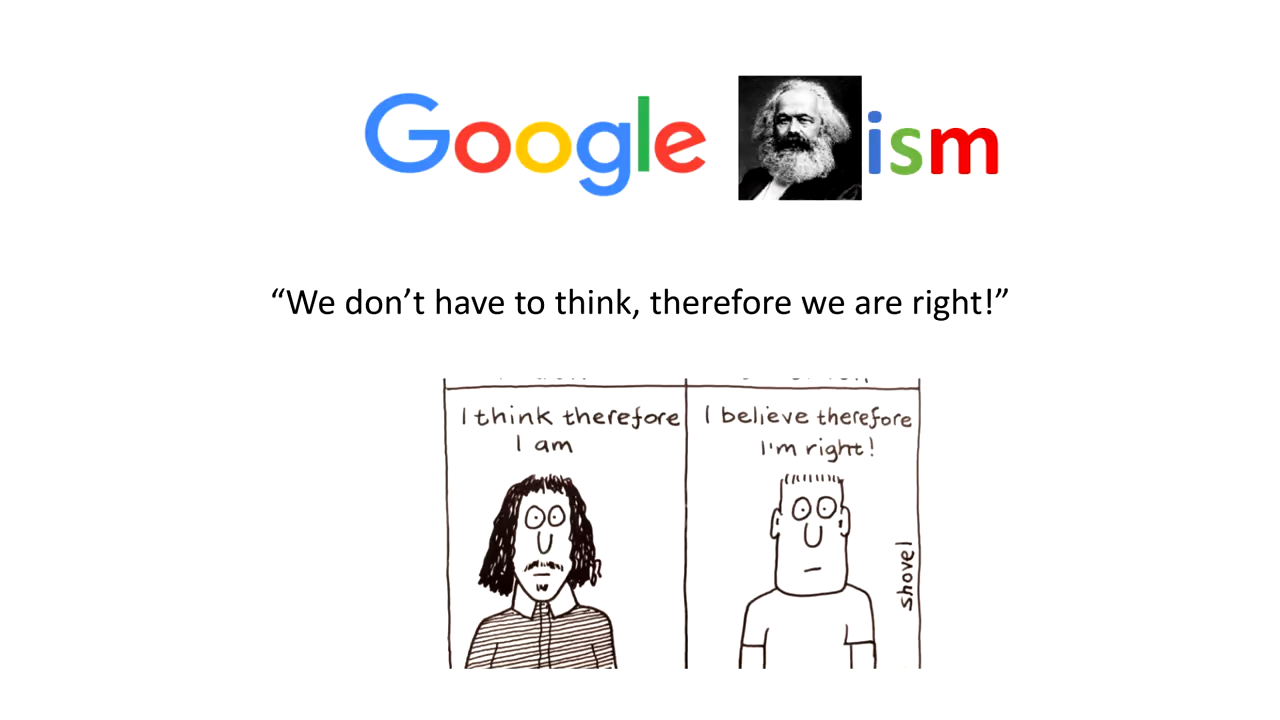 Google ism
“We don’t have to think, therefore we are right!”
I think therefore
I am
I believe therefore
I'm right!
shovel